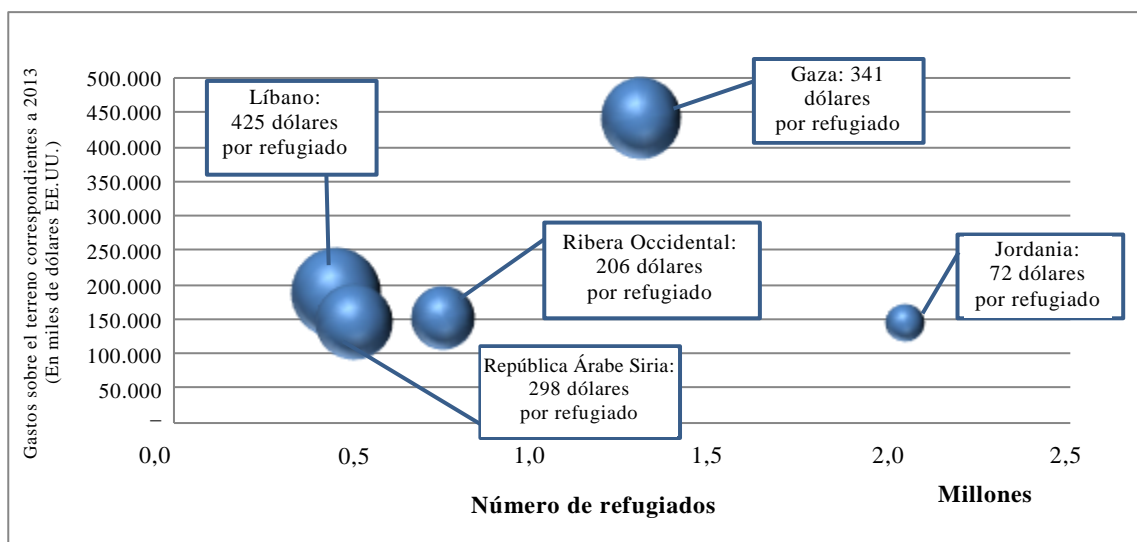 Gastos sobre el terreno correspondientes a 2013
(En miles de dólares EE.UU.)
500.000
450.000
400.000
350.000
300.000
250.000
200.000
150.000
100.000
50.000
–
Líbano:
425 dólares
por refugiado
Gaza: 341
dólares
por refugiado
Ribera Occidental:
206 dólares
por refugiado
Jordania:
72 dólares
por refugiado
República Árabe Siria:
298 dólares
por refugiado
0,0
0,5
1,0
1,5
2,0
2,5
Número de refugiados
Millones